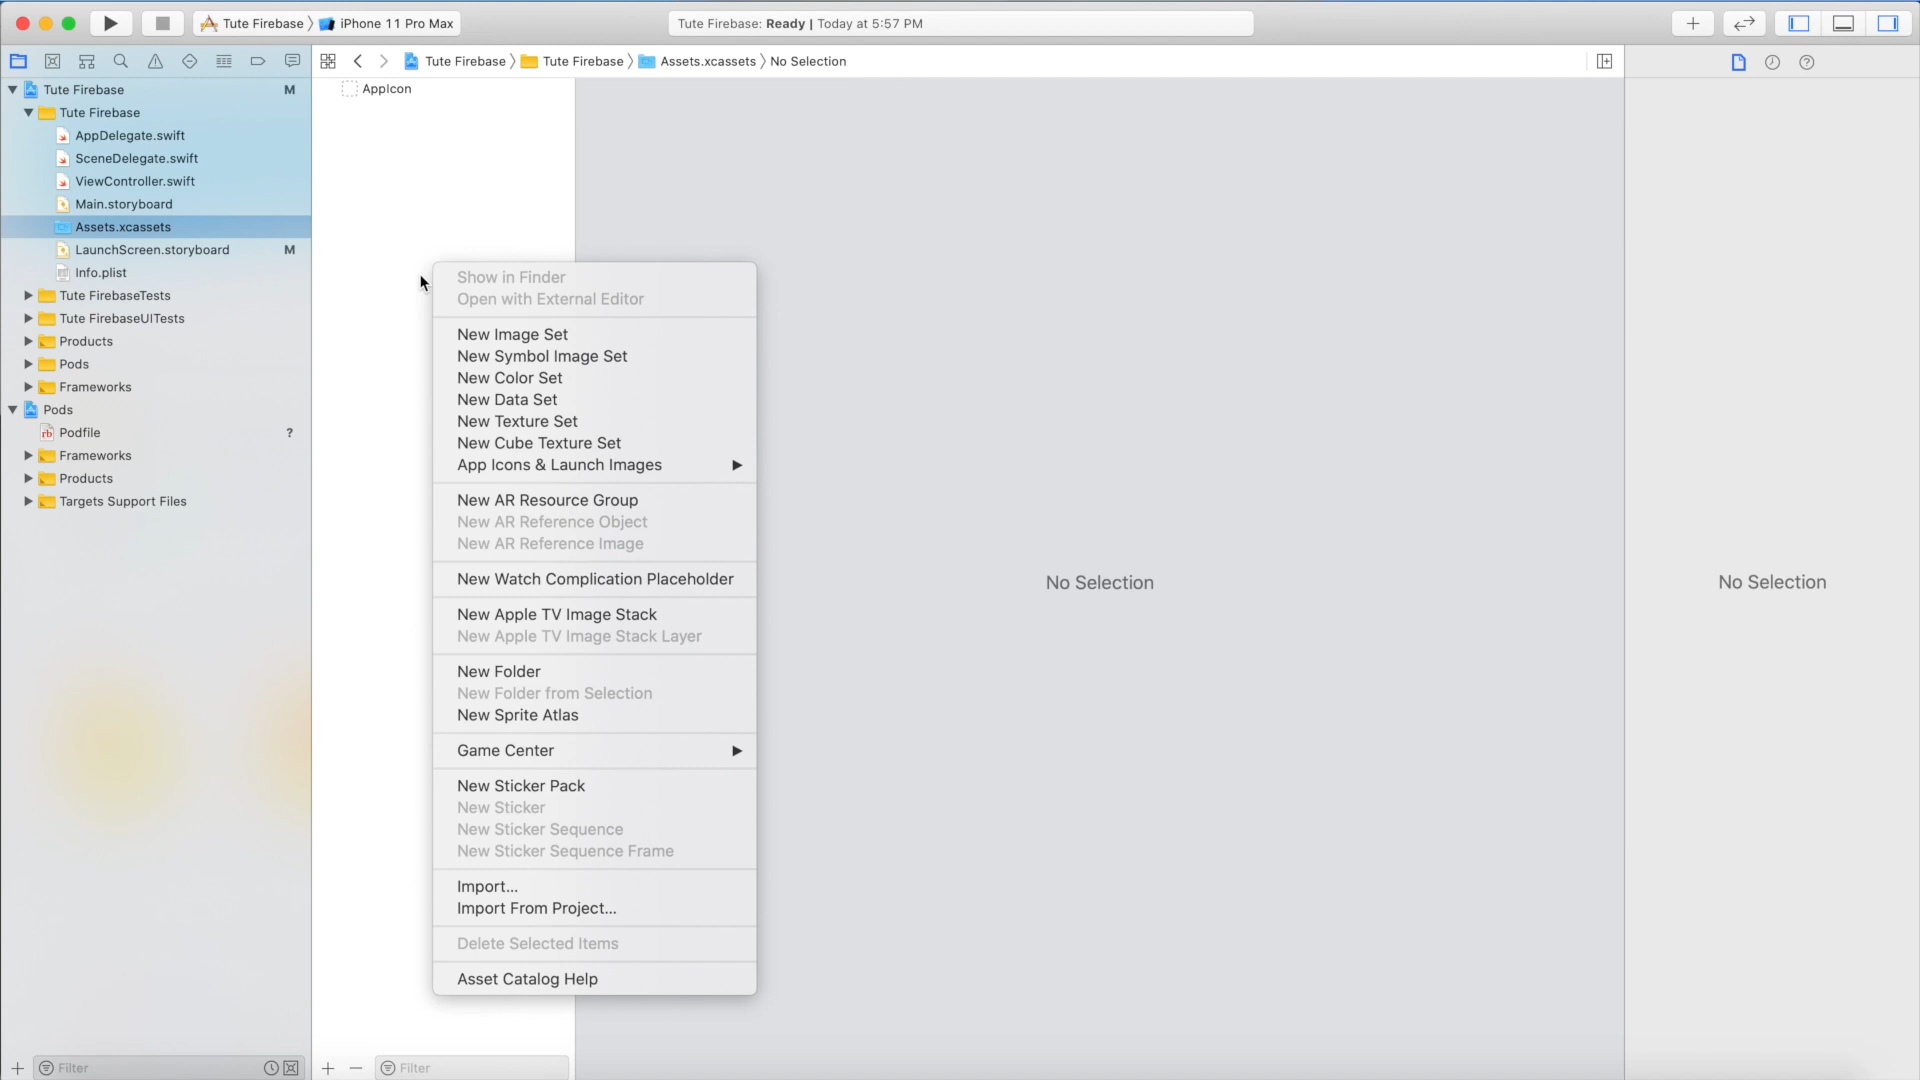 Tute Firebase > iPhone 11 Pro Max
Tute Firebase: Ready | Today at 5:57 PM
Tute Firebase > Tute Firebase > Assets.xcassets > No Selection
Tute Firebase M
Tute Firebase
AppDelegate.swift
SceneDelegate.swift
ViewController.swift
Main.storyboard
Assets.xcassets
LaunchScreen.storyboard M
Info.plist
Tute FirebaseTests
Tute FirebaseUITests
Products
Pods
Frameworks
Pods
Podfile ?
Frameworks
Products
Targets Support Files
Filter
AppIcon
Show in Finder
Open with External Editor
New Image Set
New Symbol Image Set
New Color Set
New Data Set
New Texture Set
New Cube Texture Set
App Icons & Launch Images
New AR Resource Group
New AR Reference Object
New AR Reference Image
New Watch Complication Placeholder
New Apple TV Image Stack
New Apple TV Image Stack Layer
New Folder
New Folder from Selection
New Sprite Atlas
Game Center
New Sticker Pack
New Sticker
New Sticker Sequence
New Sticker Sequence Frame
Import...
Import From Project...
Delete Selected Items
Asset Catalog Help
Filter
No Selection
No Selection